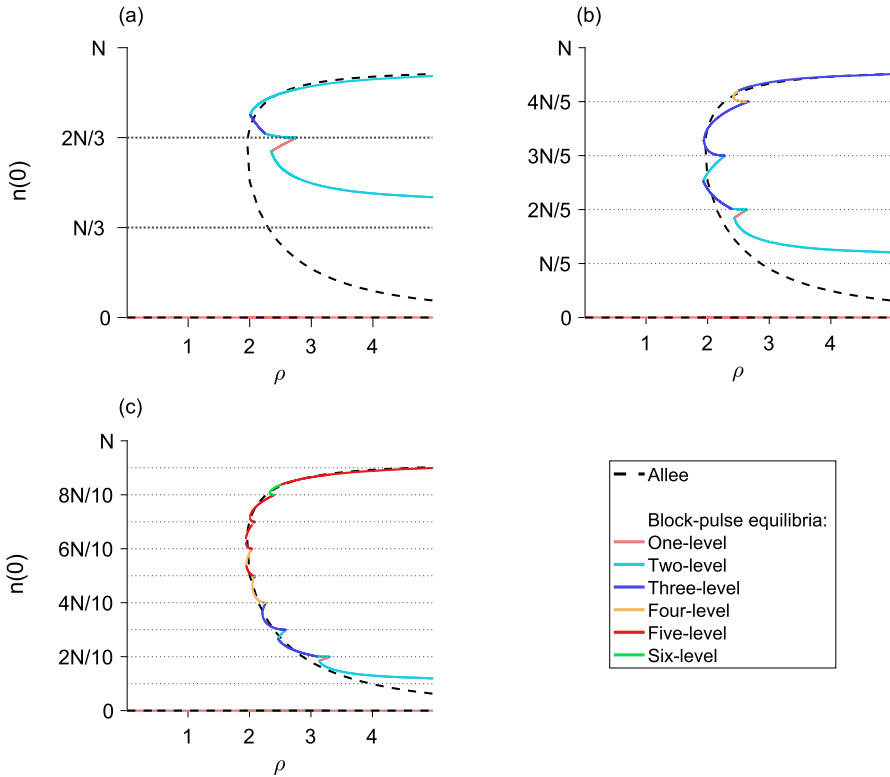 (a)
N
2N/3
N/3
0
n(0)
1 2 3 4
ρ
(b)
N
4N/5
3N/5
2N/5
N/5
0
n(0)
1 2 3 4
ρ
(c)
N
8N/10
6N/10
4N/10
2N/10
0
n(0)
1 2 3 4
ρ
Allee
Block-pulse equilibria:
One-level
Two-level
Three-level
Four-level
Five-level
Six-level